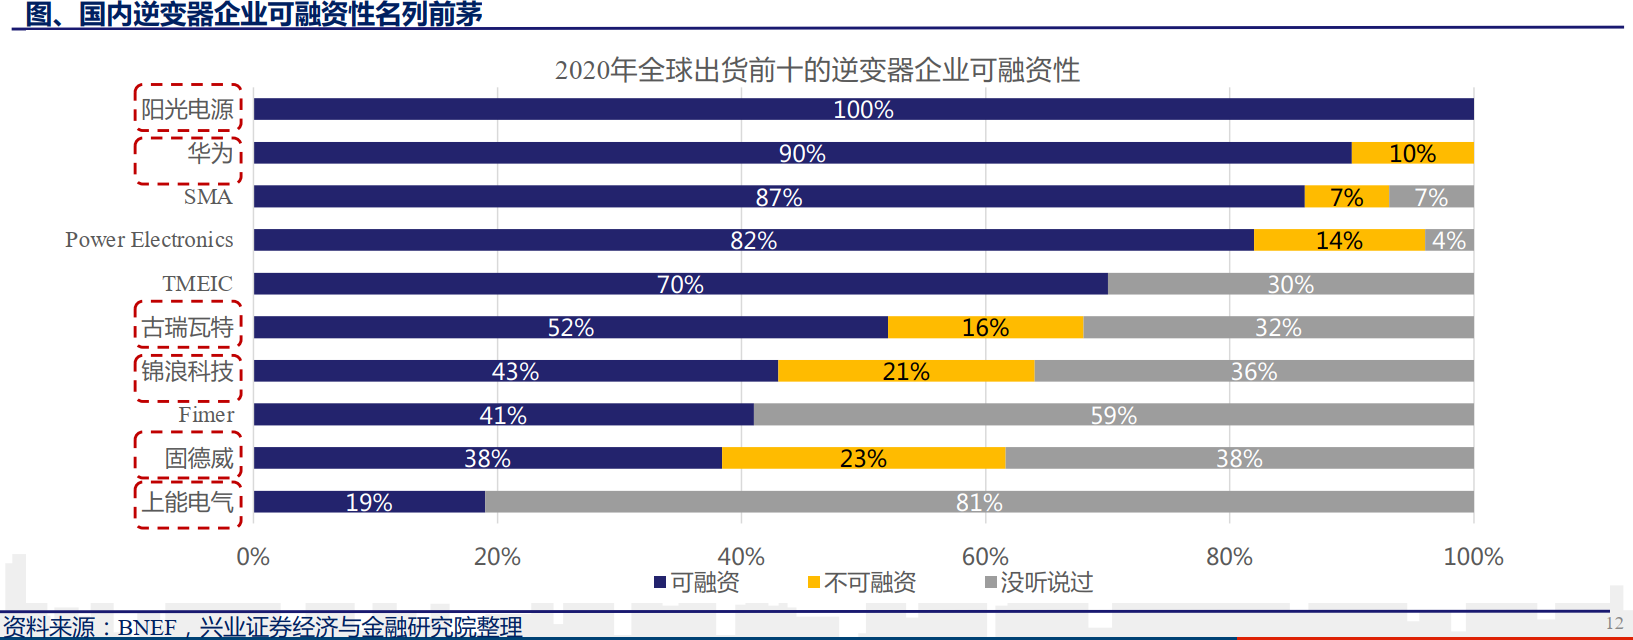 图、国内逆变器企业可融资性名列前茅
2020年全球出货前十的逆变器企业可融资性
阳光电源 100%
华为 90% 10%
SMA 87% 7% 7%
Power Electronics 82% 14% 4%
TMEIC 70% 30%
古瑞瓦特 52% 16% 32%
锦浪科技 43% 21% 36%
Fimer 41% 59%
固德威 38% 23% 38%
上能电气 19% 81%
0% 20% 40% 60% 80% 100%
可融资 不可融资 没听说过
资料来源：BNEF，兴业证券经济与金融研究院整理
12